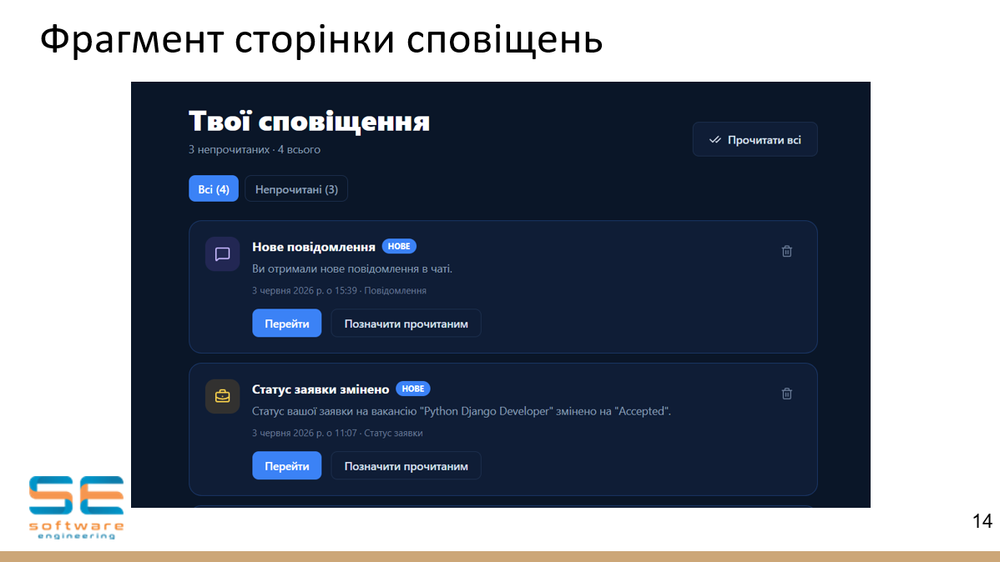 Фрагмент сторінки сповіщень
Твої сповіщення
3 непрочитаних · 4 всього
Прочитати всі
Всі (4)
Непрочитані (3)
Нове повідомлення НОВЕ
Ви отримали нове повідомлення в чаті.
3 червня 2026 р. о 15:39 · Повідомлення
Перейти
Позначити прочитаним
Статус заявки змінено НОВЕ
Статус вашої заявки на вакансію "Python Django Developer" змінено на "Accepted".
3 червня 2026 р. о 11:07 · Статус заявки
Перейти
Позначити прочитаним
SE
software
engineering
14